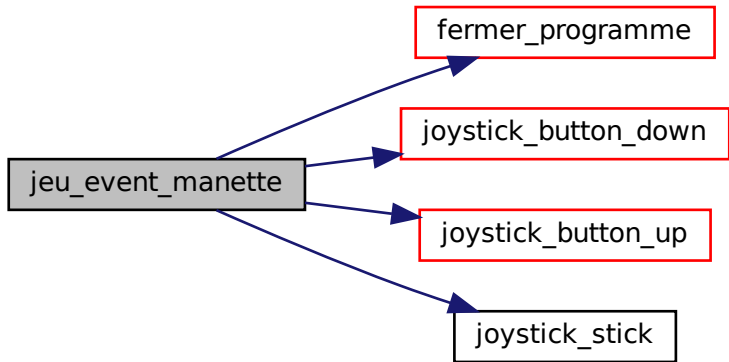 fermer_programme
joystick_button_down
jeu_event_manette
joystick_button_up
joystick_stick